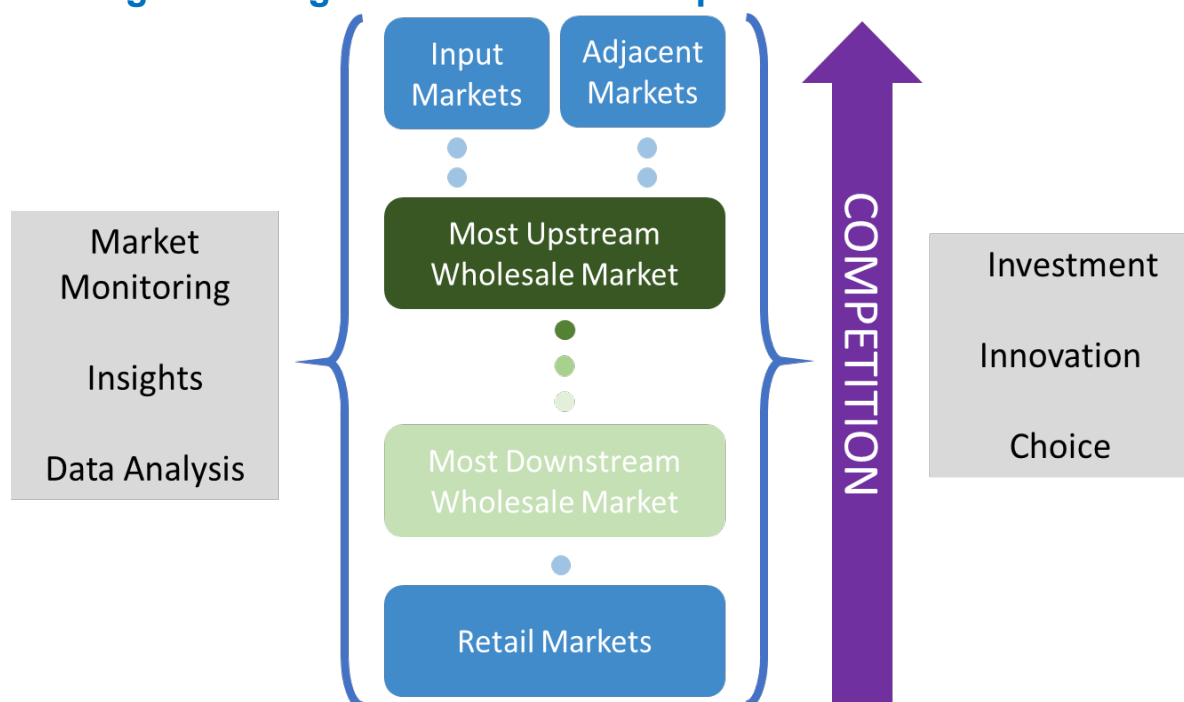 Input
Markets
Adjacent
Markets
Most Upstream
Wholesale Market
Most Downstream
Wholesale Market
Retail Markets
Market
Monitoring
Insights
Data Analysis
COMPETITION
Investment
Innovation
Choice